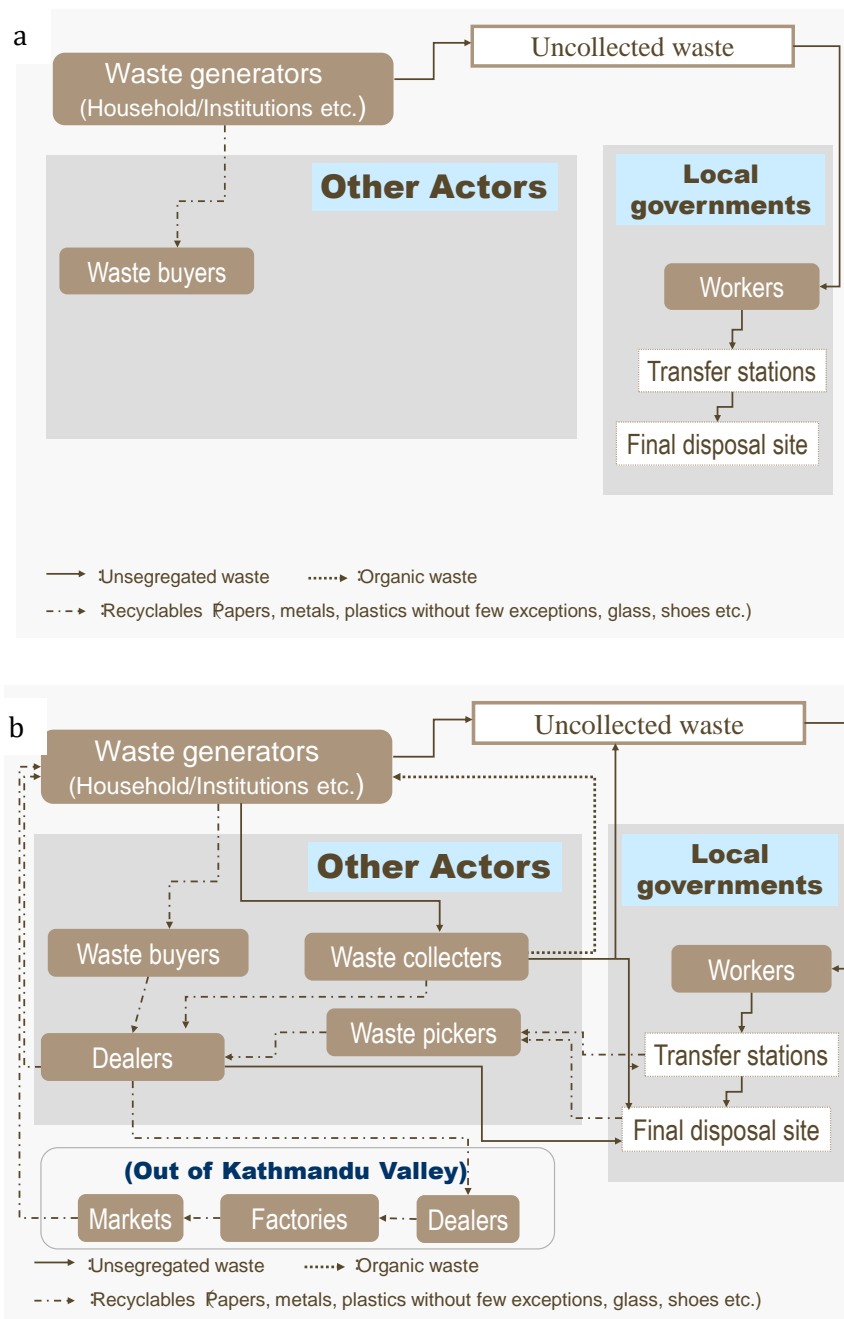 a
Uncollected waste
Waste generators
(Household/Institutions etc.)
Other Actors
Local
governments
Waste buyers
Workers
Transfer stations
Final disposal site
:Unsegregated waste
:Organic waste
:Recyclables (Papers, metals, plastics without few exceptions, glass, shoes etc.)
b
Uncollected waste
Waste generators
(Household/Institutions etc.)
Other Actors
Local
governments
Waste buyers
Waste collecters
Workers
Waste pickers
Dealers
Transfer stations
Final disposal site
(Out of Kathmandu Valley)
Markets
Factories
Dealers
:Unsegregated waste
:Organic waste
:Recyclables (Papers, metals, plastics without few exceptions, glass, shoes etc.)